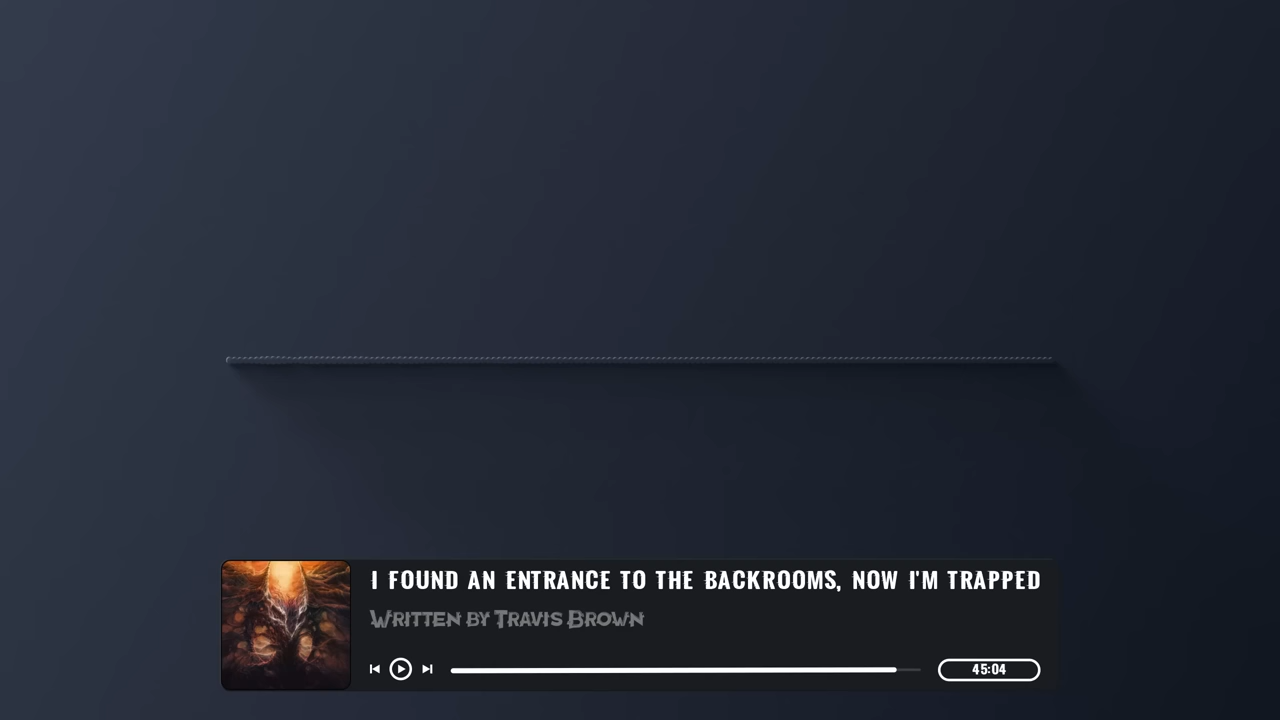 I FOUND AN ENTRANCE TO THE BACKROOMS, NOW I'M TRAPPED
WRITTEN BY TRAVIS BROWN
45:04